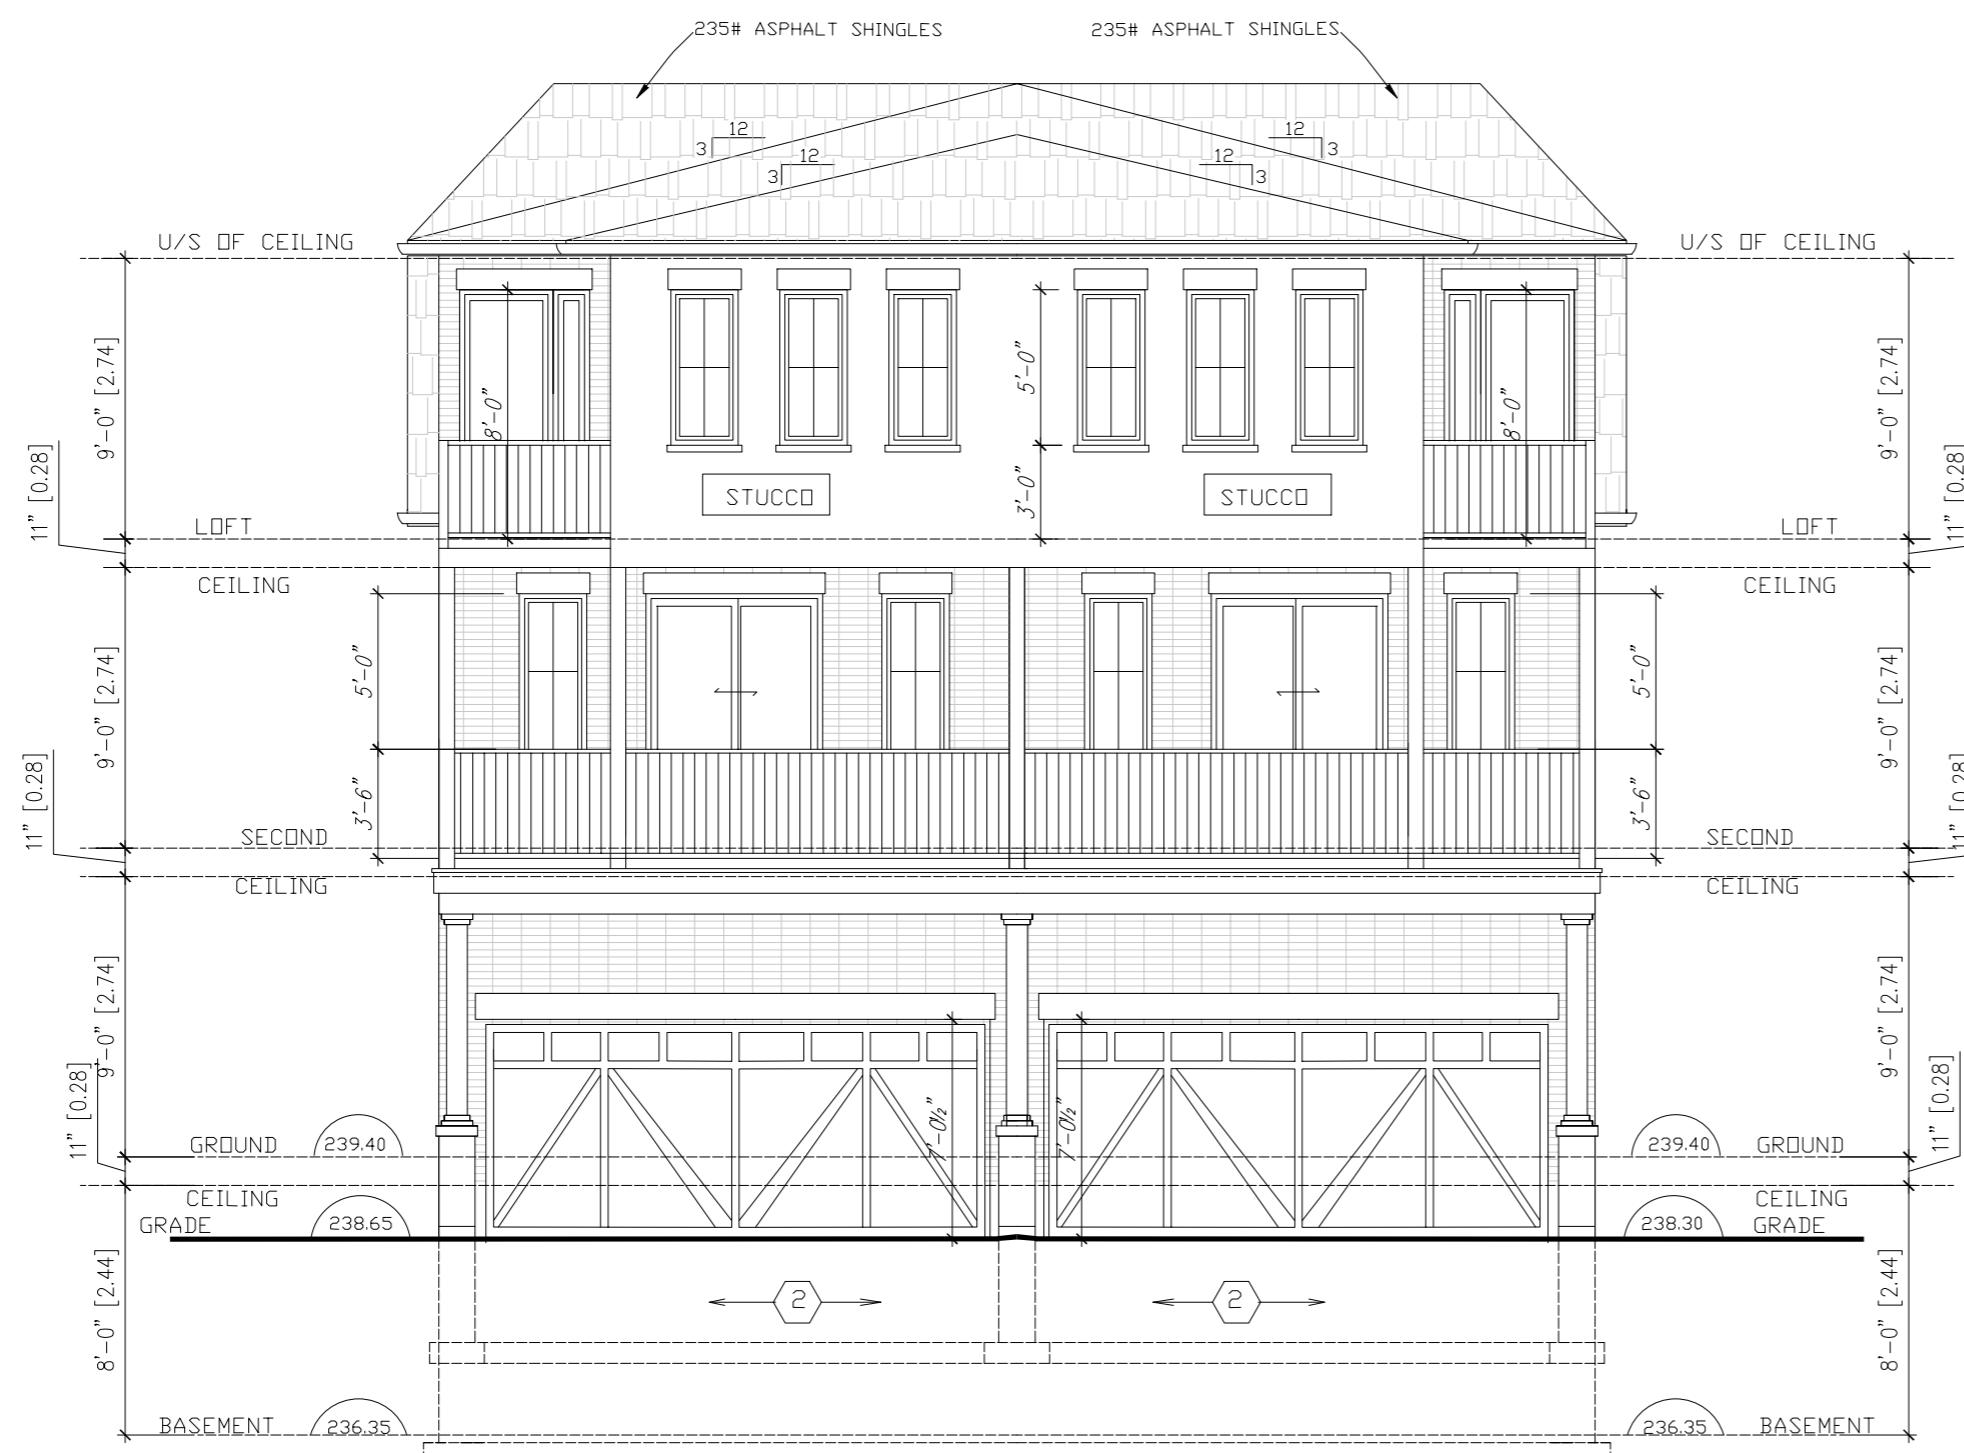 235# ASPHALT SHINGLES 235# ASPHALT SHINGLES
12 12
3 3
12 12
3 3
U/S OF CEILING U/S OF CEILING
9'-0" [2.74] 8'-0" 5'-0" 8'-0" 9'-0" [2.74]
11" [0.28] 3'-0" 11" [0.28]
STUCCO STUCCO
LOFT LOFT
CEILING CEILING
9'-0" [2.74] 5'-0" 5'-0" 9'-0" [2.74]
11" [0.28] 3'-6" 3'-6" 11" [0.28]
SECOND SECOND
CEILING CEILING
9'-0" [2.74] 9'-0" [2.74]
11" [0.28] 7'-0½" 7'-0½" 11" [0.28]
GROUND 239.40 239.40 GROUND
CEILING CEILING
GRADE 238.65 238.30 GRADE
8'-0" [2.44] 2 2 8'-0" [2.44]
BASEMENT 236.35 236.35 BASEMENT